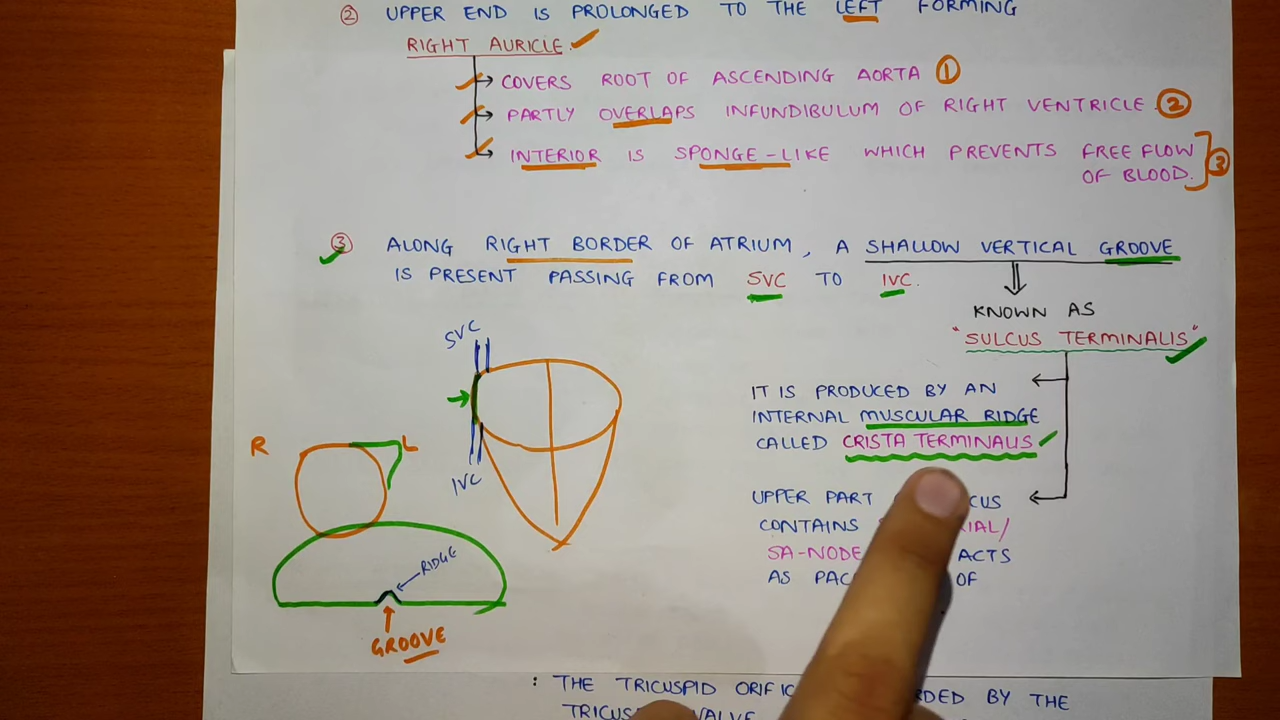 ② UPPER END IS PROLONGED TO THE LEFT FORMING
RIGHT AURICLE
COVERS ROOT OF ASCENDING AORTA ①
PARTLY OVERLAPS INFUNDIBULUM OF RIGHT VENTRICLE ②
INTERIOR IS SPONGE-LIKE WHICH PREVENTS FREE FLOW
OF BLOOD. ③
③ ALONG RIGHT BORDER OF ATRIUM, A SHALLOW VERTICAL GROOVE
IS PRESENT PASSING FROM SVC TO IVC.
KNOWN AS
"SULCUS TERMINALIS"
IT IS PRODUCED BY AN
INTERNAL MUSCULAR RIDGE
CALLED CRISTA TERMINALIS
UPPER PART
CONTAINS
SA-NODE ACTS
AS OF
SVC
IVC
R L
RIDGE
GROOVE
: THE TRICUSPID BY THE